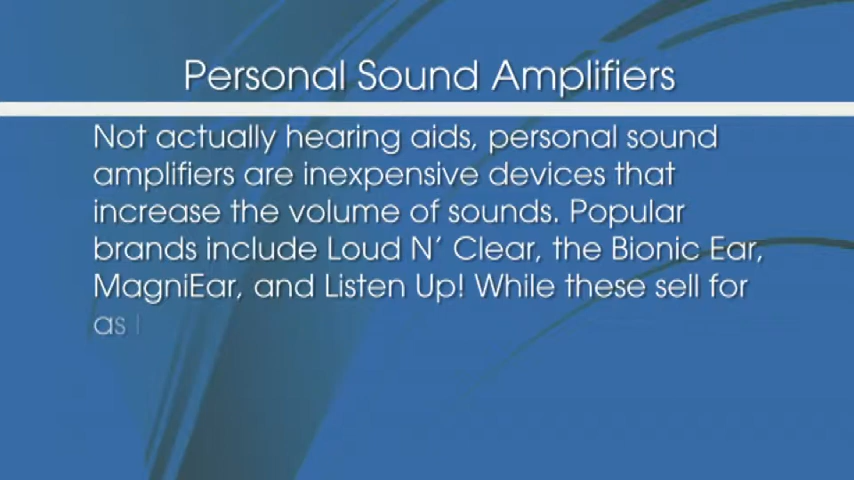 Personal Sound Amplifiers
Not actually hearing aids, personal sound
amplifiers are inexpensive devices that
increase the volume of sounds. Popular
brands include Loud N’ Clear, the Bionic Ear,
MagniEar, and Listen Up! While these sell for
as